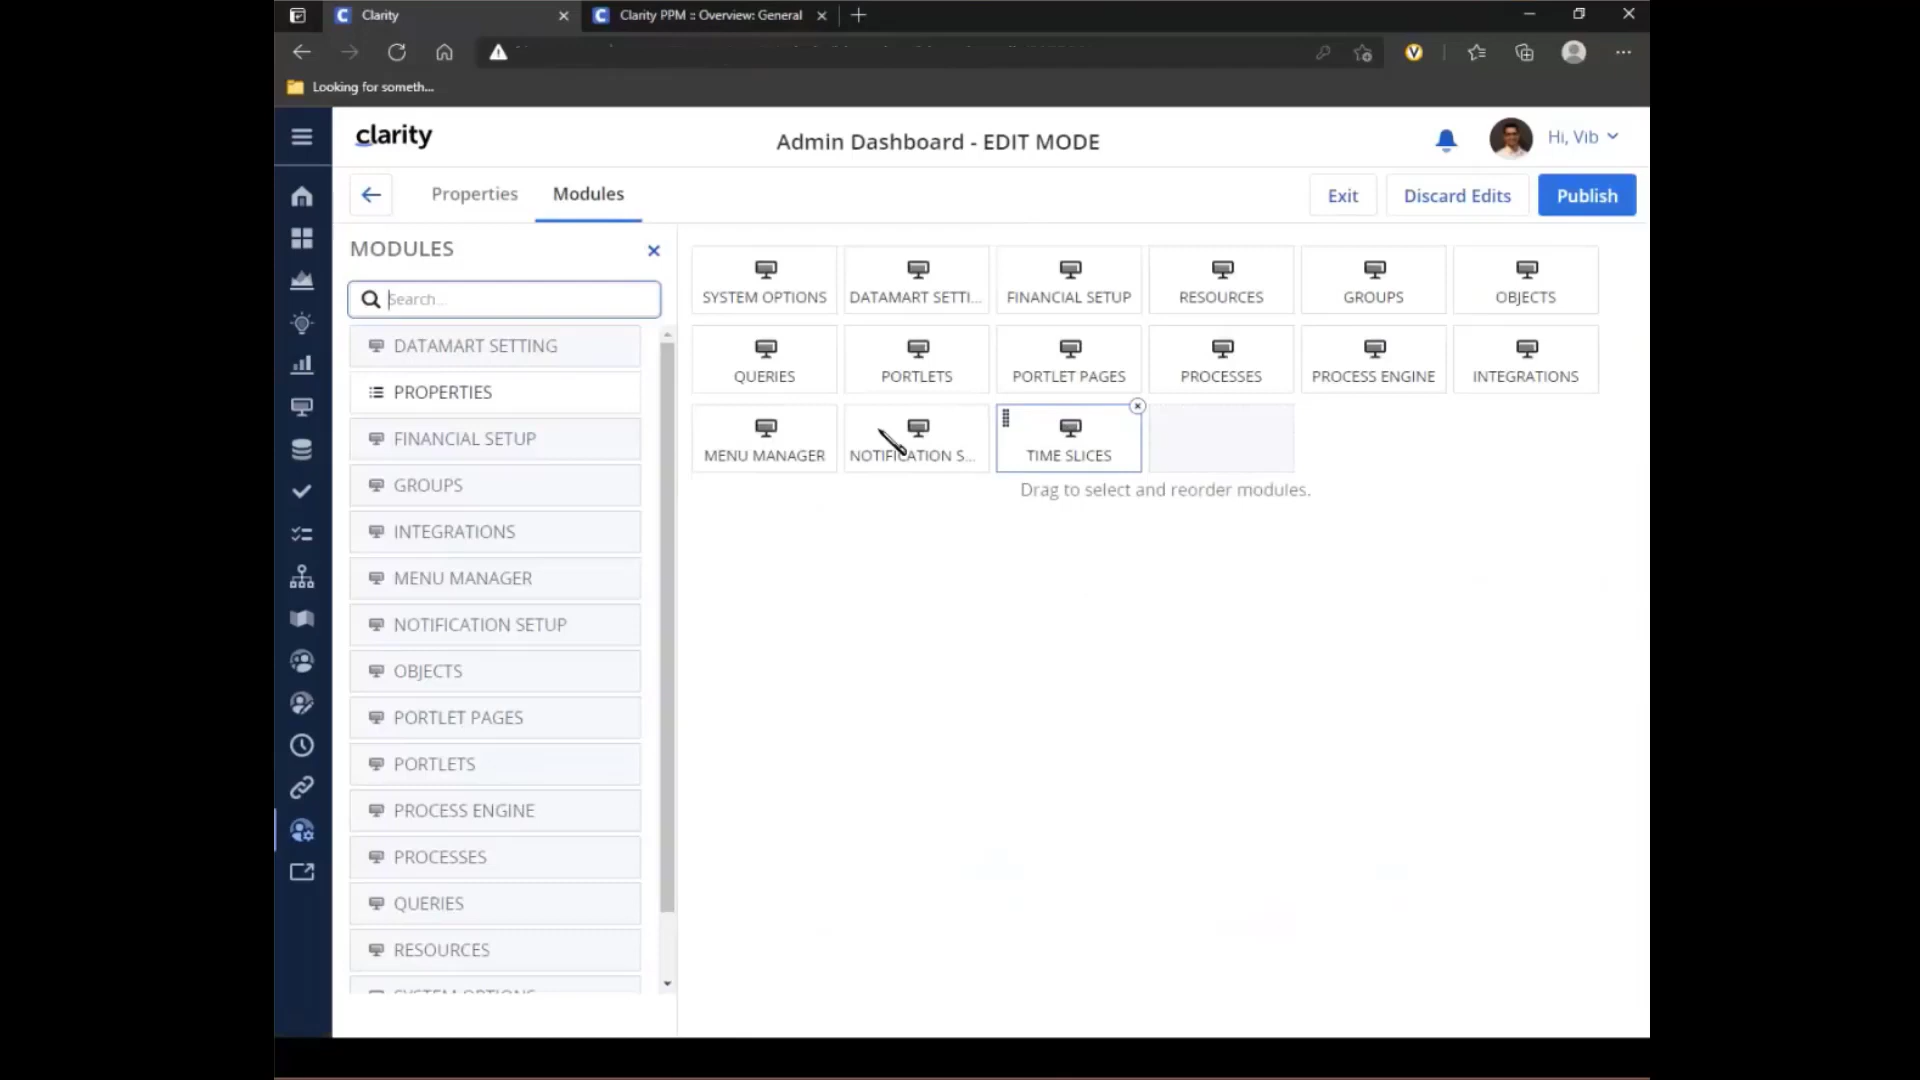 Clarity
Clarity PPM :: Overview: General
Looking for someth...
clarity
Admin Dashboard - EDIT MODE
Hi, Vib
Properties
Modules
Exit
Discard Edits
Publish
MODULES
Search...
DATAMART SETTING
PROPERTIES
FINANCIAL SETUP
GROUPS
INTEGRATIONS
MENU MANAGER
NOTIFICATION SETUP
OBJECTS
PORTLET PAGES
PORTLETS
PROCESS ENGINE
PROCESSES
QUERIES
RESOURCES
SYSTEM OPTIONS
SYSTEM OPTIONS
DATAMART SETTI...
FINANCIAL SETUP
RESOURCES
GROUPS
OBJECTS
QUERIES
PORTLETS
PORTLET PAGES
PROCESSES
PROCESS ENGINE
INTEGRATIONS
MENU MANAGER
NOTIFICATION S...
TIME SLICES
Drag to select and reorder modules.